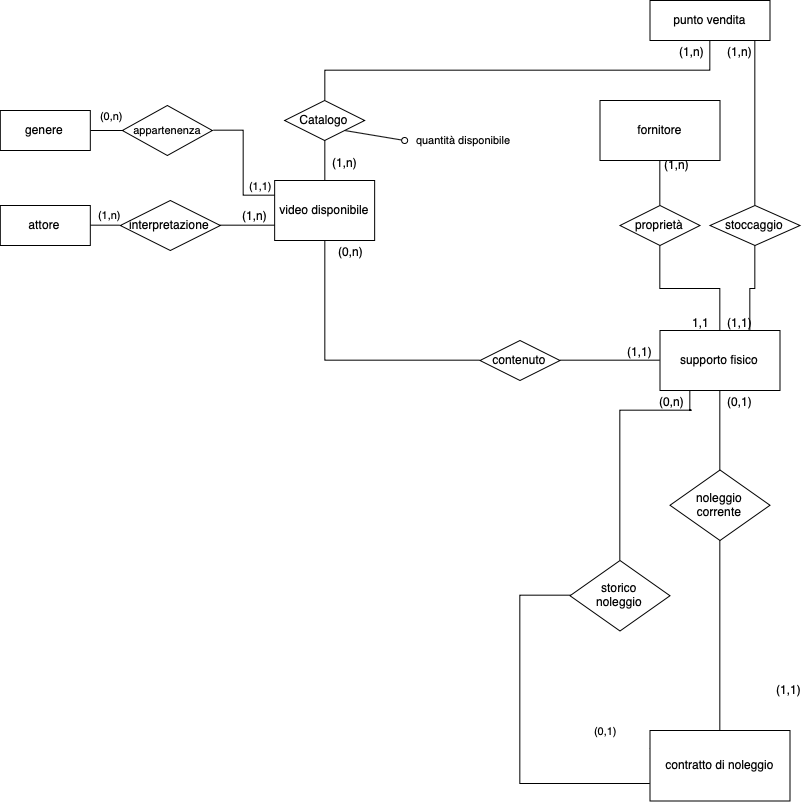 punto vendita
(1,n)
(1,n)
Catalogo
quantità disponibile
(1,n)
fornitore
(1,n)
genere
(0,n)
appartenenza
(1,1)
video disponibile
attore
(1,n)
interpretazione
(1,n)
(0,n)
proprietà
stoccaggio
1,1
(1,1)
contenuto
(1,1)
supporto fisico
(0,n)
(0,1)
noleggio
corrente
storico
noleggio
(1,1)
(0,1)
contratto di noleggio